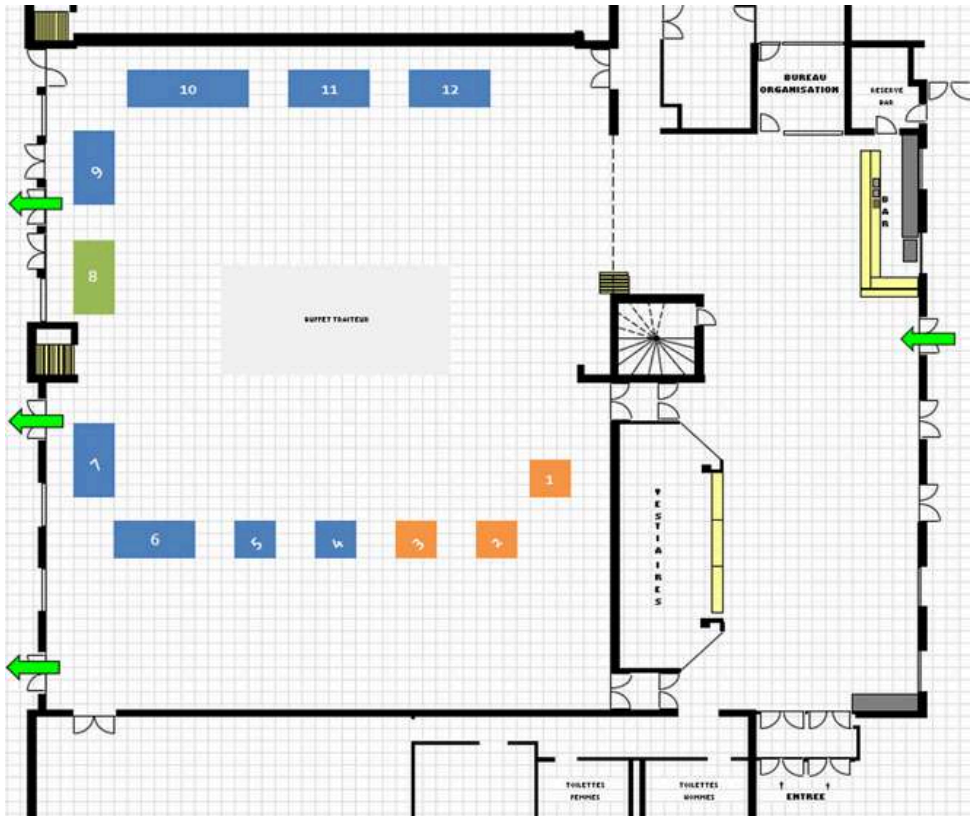 10
11
12
BUREAU
ORGANISATION
RESERVE
BAR
9
BAR
8
BUFFET TRAITEUR
7
1
VESTIAIRES
6
5
4
3
2
TOILETTES
FEMMES
TOILETTES
HOMMES
ENTREE